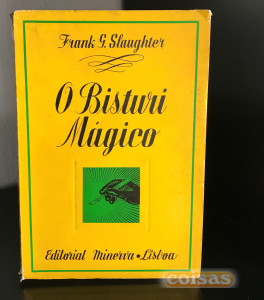 Frank G. Slaughter
O Bisturi
Mágico
Editorial Minerva • Lisboa
coisas